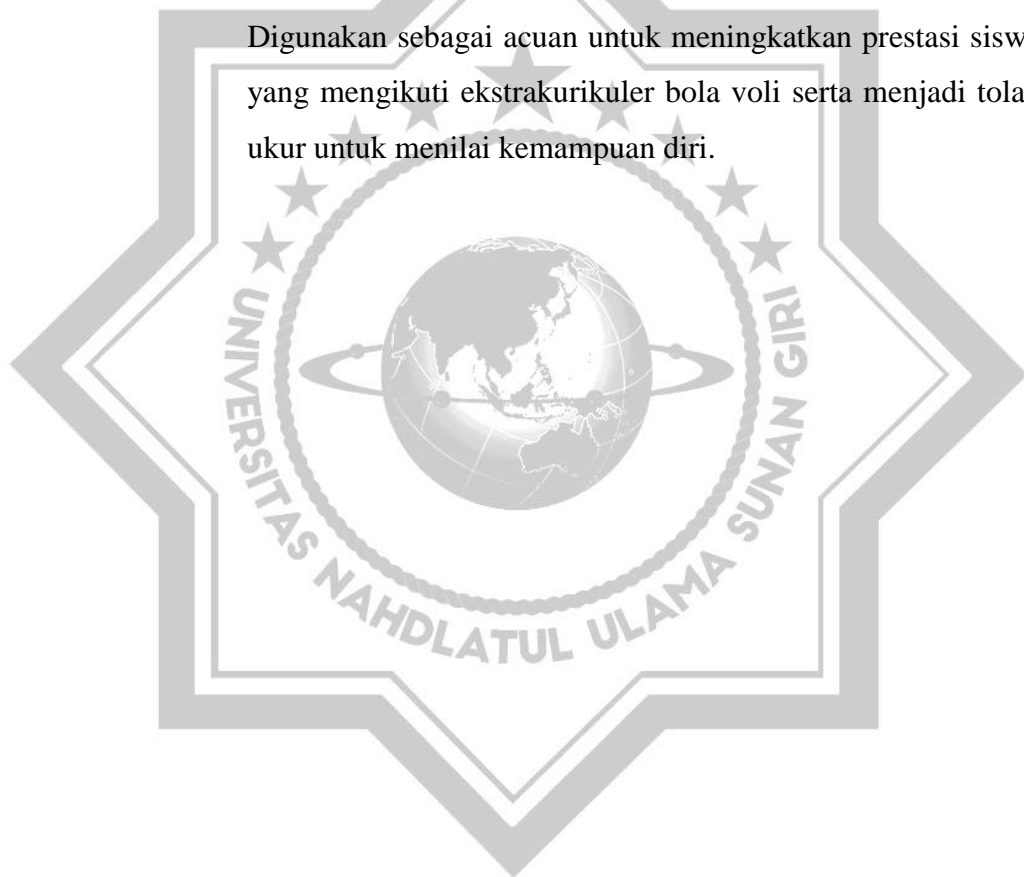 Digunakan sebagai acuan untuk meningkatkan prestasi sisw
yang mengikuti ekstrakurikuler bola voli serta menjadi tola
ukur untuk menilai kemampuan diri.
UNIVERSITAS NAHDLATUL ULAMA SUNAN GIRI